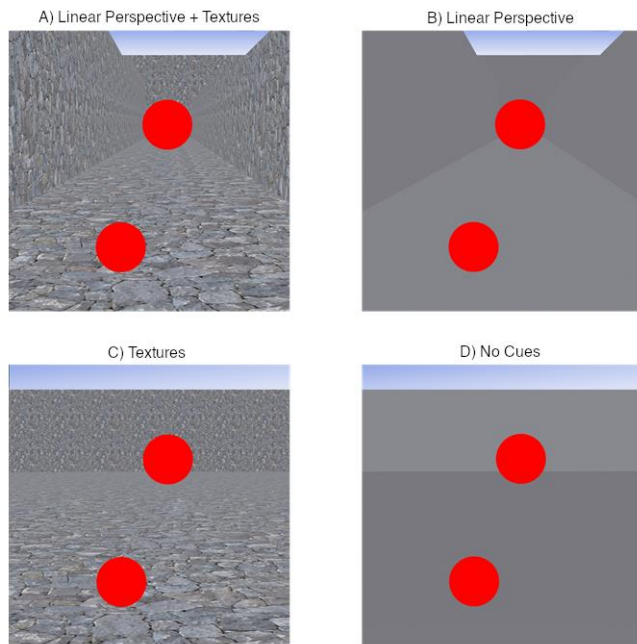 A) Linear Perspective + Textures
B) Linear Perspective
C) Textures
D) No Cues